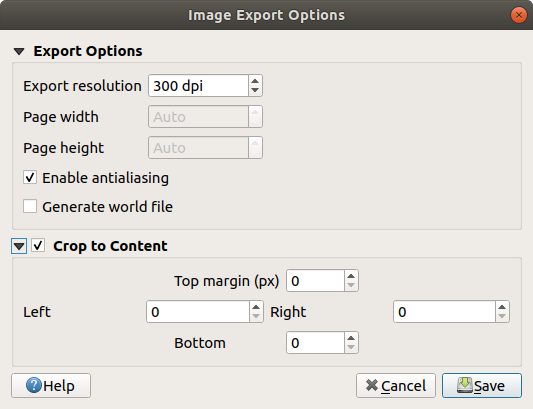 Image Export Options
Export Options
Export resolution 300 dpi
Page width Auto
Page height Auto
Enable antialiasing
Generate world file
Crop to Content
Top margin (px) 0
Left 0 Right 0
Bottom 0
Help Cancel Save